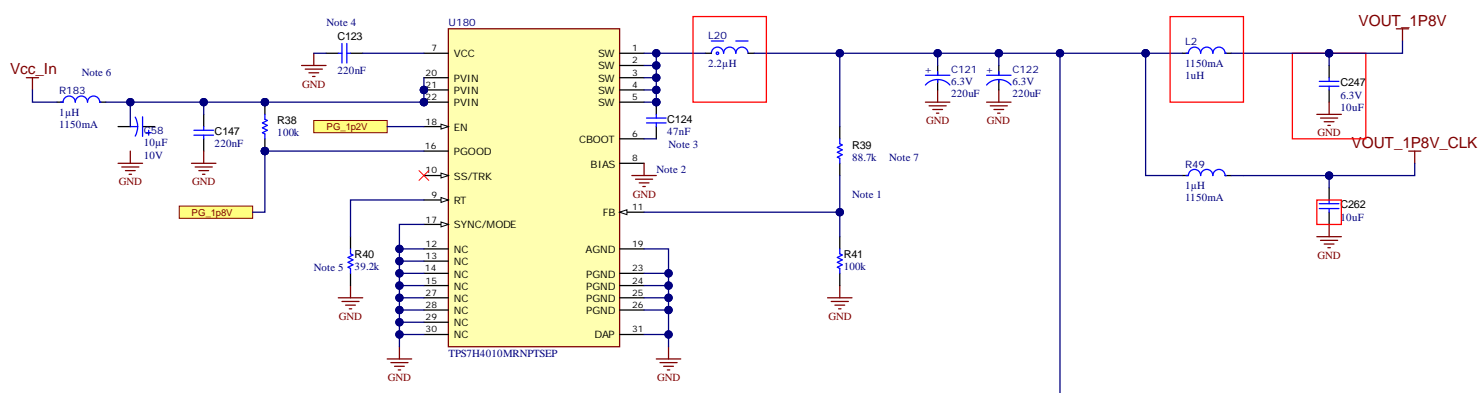 Vcc_In
Note 6
R183
1µH
1150mA
C58
10µF
10V
GND
C147
220nF
GND
R38
100k
PG_1p8V
PG_1p2V
Note 4
C123
220nF
GND
Note 5
R40
39.2k
GND
U180
7 VCC
20 PVIN
21 PVIN
22 PVIN
18 EN
16 PGOOD
10 SS/TRK
9 RT
17 SYNC/MODE
12 NC
13 NC
14 NC
15 NC
27 NC
28 NC
29 NC
30 NC
GND
SW 1
SW 2
SW 3
SW 4
SW 5
CBOOT 6
BIAS 8
FB 11
AGND 19
PGND 23
PGND 24
PGND 25
PGND 26
DAP 31
TPS7H4010MRNPTSEP
GND
C124
47nF
Note 3
Note 2
GND
L20
2.2µH
R39
88.7k
Note 7
Note 1
R41
100k
GND
C121
6.3V
220uF
GND
C122
6.3V
220uF
GND
L2
1150mA
1uH
VOUT_1P8V
C247
6.3V
10uF
GND
VOUT_1P8V_CLK
R49
1µH
1150mA
C262
10uF
GND